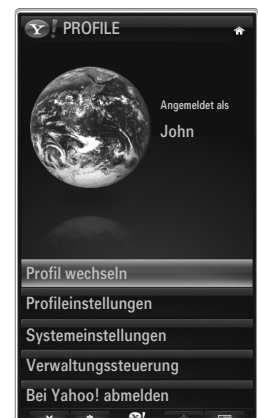 Y! PROFILE
Angemeldet als
John
Profil wechseln
Profileinstellungen
Systemeinstellungen
Verwaltungssteuerung
Bei Yahoo! abmelden
Y!